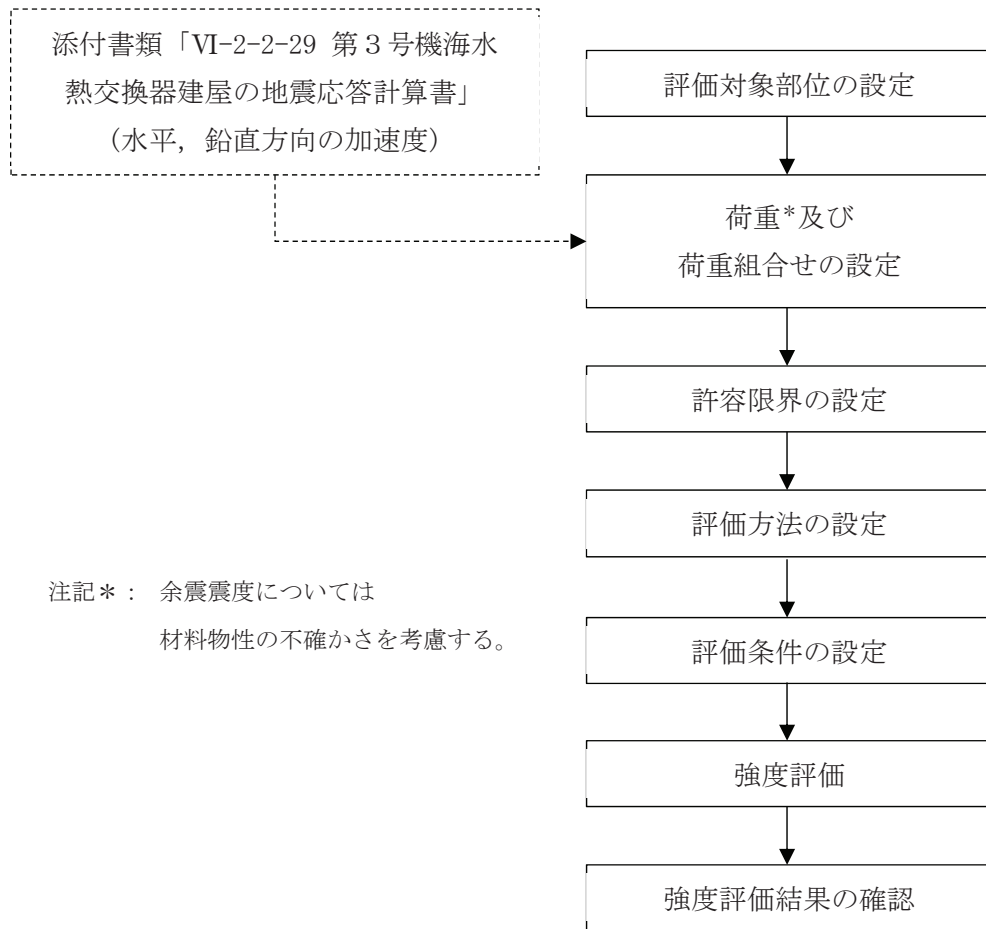 添付書類「Ⅵ-2-2-29 第３号機海水
熱交換器建屋の地震応答計算書」
（水平，鉛直方向の加速度）
評価対象部位の設定
荷重*及び
荷重組合せの設定
許容限界の設定
評価方法の設定
注記＊： 余震震度については
材料物性の不確かさを考慮する。
評価条件の設定
強度評価
強度評価結果の確認